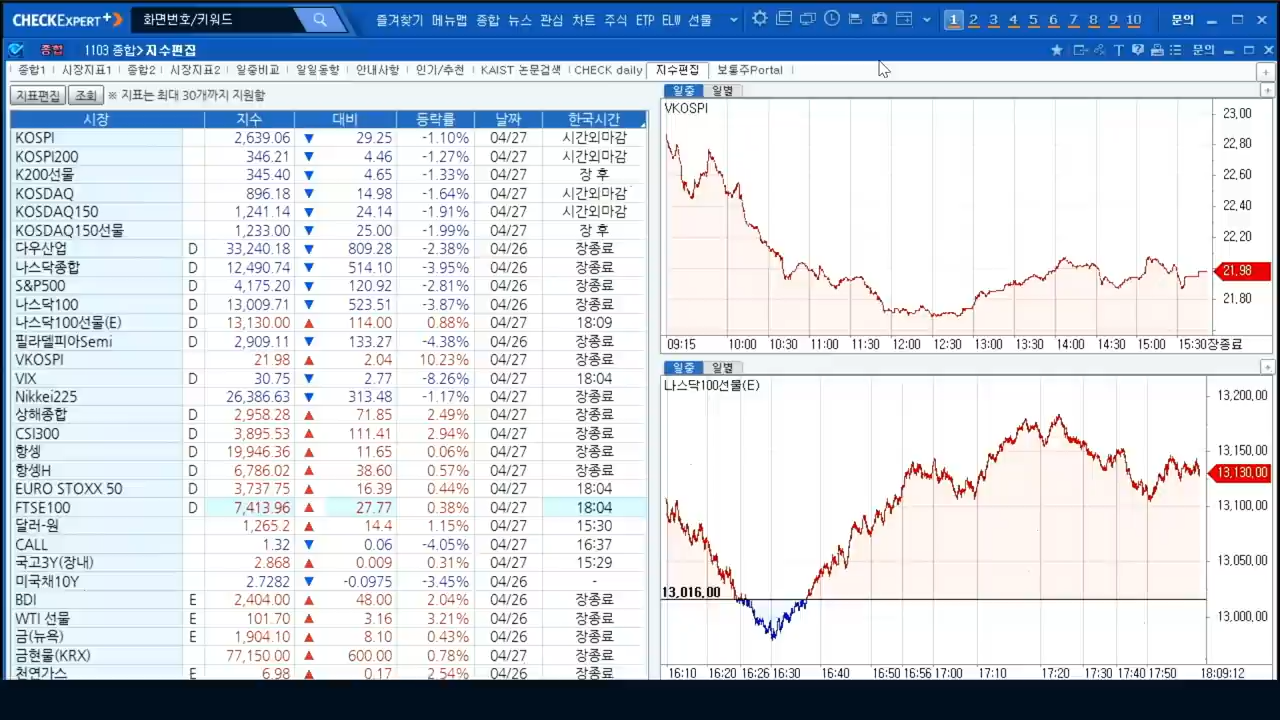 CHECKEXPERT+ 화면번호/키워드 즐겨찾기 메뉴맵 종합 뉴스 관심 차트 주식 ETP ELW 선물 1 2 3 4 5 6 7 8 9 10 문의
종합 1103 종합>지수편집 문의
종합1 시장지표1 종합2 시장지표2 일중비교 일일동향 안내사항 인기/추천 KAIST 논문검색 CHECK daily 지수편집 보통주Portal
지표편집 조회 ※ 지표는 최대 30개까지 지원함
시장 지수 대비 등락률 날짜 한국시간
KOSPI 2,639.06 ▼ 29.25 -1.10% 04/27 시간외마감
KOSPI200 346.21 ▼ 4.46 -1.27% 04/27 시간외마감
K200선물 345.40 ▼ 4.65 -1.33% 04/27 장 후
KOSDAQ 896.18 ▼ 14.98 -1.64% 04/27 시간외마감
KOSDAQ150 1,241.14 ▼ 24.14 -1.91% 04/27 시간외마감
KOSDAQ150선물 1,233.00 ▼ 25.00 -1.99% 04/27 장 후
다우산업 D 33,240.18 ▼ 809.28 -2.38% 04/26 장종료
나스닥종합 D 12,490.74 ▼ 514.10 -3.95% 04/26 장종료
S&P500 D 4,175.20 ▼ 120.92 -2.81% 04/26 장종료
나스닥100 D 13,009.71 ▼ 523.51 -3.87% 04/26 장종료
나스닥100선물(E) D 13,130.00 ▲ 114.00 0.88% 04/27 18:09
필라델피아Semi D 2,909.11 ▼ 133.27 -4.38% 04/26 장종료
VKOSPI 21.98 ▲ 2.04 10.23% 04/27 장종료
VIX D 30.75 ▼ 2.77 -8.26% 04/27 18:04
Nikkei225 26,386.63 ▼ 313.48 -1.17% 04/27 장종료
상해종합 D 2,958.28 ▲ 71.85 2.49% 04/27 장종료
CSI300 D 3,895.53 ▲ 111.41 2.94% 04/27 장종료
항셍 D 19,946.36 ▲ 11.65 0.06% 04/27 장종료
항셍H D 6,786.02 ▲ 38.60 0.57% 04/27 장종료
EURO STOXX 50 D 3,737.75 ▲ 16.39 0.44% 04/27 18:04
FTSE100 D 7,413.96 ▲ 27.77 0.38% 04/27 18:04
달러-원 1,265.2 ▲ 14.4 1.15% 04/27 15:30
CALL 1.32 ▼ 0.06 -4.05% 04/27 16:37
국고3Y(장내) 2.868 ▲ 0.009 0.31% 04/27 15:29
미국채10Y 2.7282 ▼ -0.0975 -3.45% 04/26 -
BDI E 2,404.00 ▲ 48.00 2.04% 04/26 장종료
WTI 선물 E 101.70 ▲ 3.16 3.21% 04/26 장종료
금(뉴욕) E 1,904.10 ▲ 8.10 0.43% 04/26 장종료
금현물(KRX) 77,150.00 ▲ 600.00 0.78% 04/27 장종료
천연가스 E 6.98 ▲ 0.17 2.54% 04/26 장종료
일중 일별
VKOSPI
23.00
22.80
22.60
22.40
22.20
21.98
21.80
09:15 10:00 10:30 11:00 11:30 12:00 12:30 13:00 13:30 14:00 14:30 15:00 15:30 장종료
일중 일별
나스닥100선물(E)
13,200.00
13,150.00
13,130.00
13,100.00
13,050.00
13,016.00
13,000.00
16:10 16:20 16:26 16:30 16:40 16:50 16:56 17:00 17:10 17:20 17:30 17:40 17:50 18:09:12